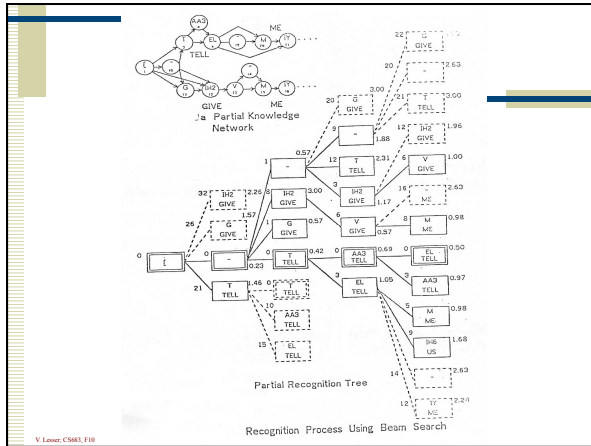 AA3
ME
TELL
EL
M
IY
[
-
G
IH2
V
M
IY
GIVE
ME
a Partial Knowledge
Network
22 G GIVE
20 - 2.63
21 T TELL 3.00
20 G GIVE 3.00
9 - 1.88
12 IH2 GIVE 1.96
6 V GIVE 1.00
1 - 0.57
12 T TELL 2.31
3 IH2 GIVE 1.17
16 - ME 2.63
32 IH2 GIVE 2.26
8 IH2 GIVE 3.00
6 V GIVE 0.57
8 M ME 0.98
26 G GIVE 1.57
1 G GIVE 0.57
0 [
0 - 0.23
0 T TELL 0.42
0 AA3 TELL 0.69
0 EL TELL 0.50
21 T TELL 1.46
0 T TELL
3 EL TELL 1.05
3 AA3 TELL 0.97
10 AA3 TELL
5 M ME 0.98
15 EL TELL
9 IH6 US 1.68
14 - 2.63
12 IY ME 2.24
Partial Recognition Tree
Recognition Process Using Beam Search
V. Lesser; CS683, F10